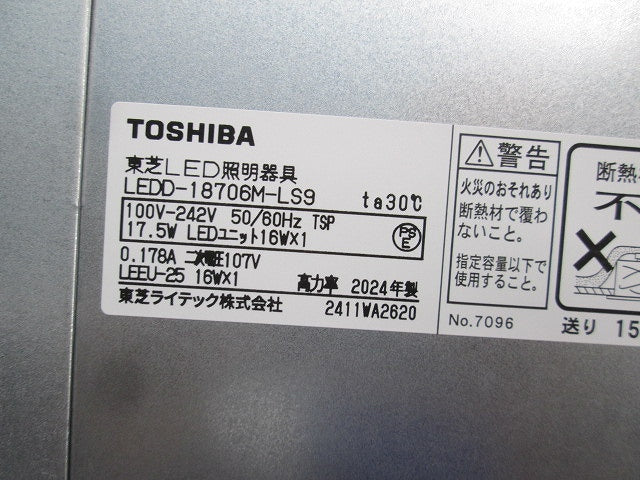 TOSHIBA
東芝LED照明器具
LEDD-18706M-LS9 ta30℃
100V-242V 50/60Hz TSP
17.5W LEDユニット16WX1
PS
E
0.178A 二次電圧107V
LEEU-25 16WX1 高力率 2024年製
東芝ライテック株式会社 2411WA2620
警告
火災のおそれあり
断熱材で覆わ
ないこと。
指定容量以下で
使用すること。
No.7096
断熱
不
送り 15